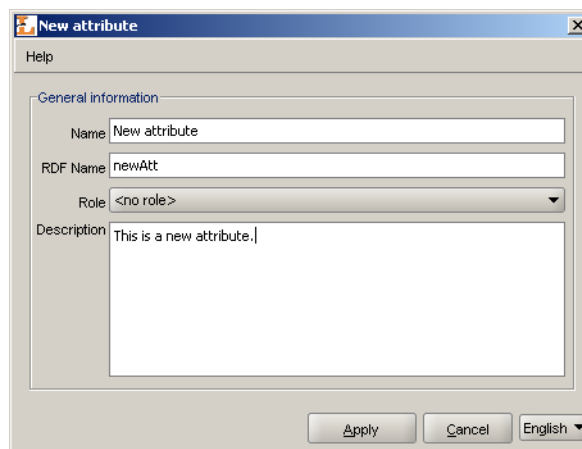 New attribute
Help
General information
Name New attribute
RDF Name newAtt
Role <no role>
Description This is a new attribute.
Apply Cancel English